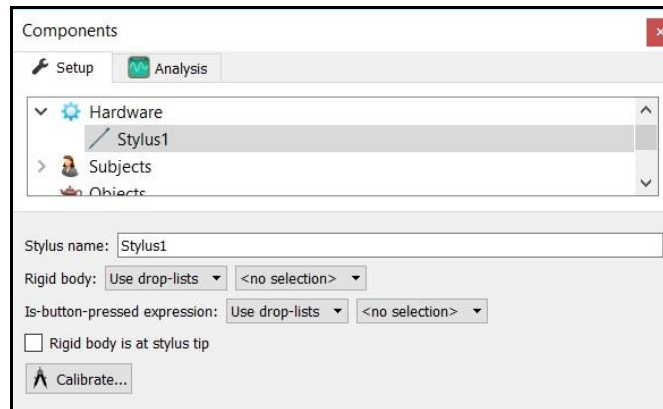 Components
Setup Analysis
Hardware
Stylus1
Subjects
Objects
Stylus name: Stylus1
Rigid body: Use drop-lists <no selection>
Is-button-pressed expression: Use drop-lists <no selection>
Rigid body is at stylus tip
Calibrate...